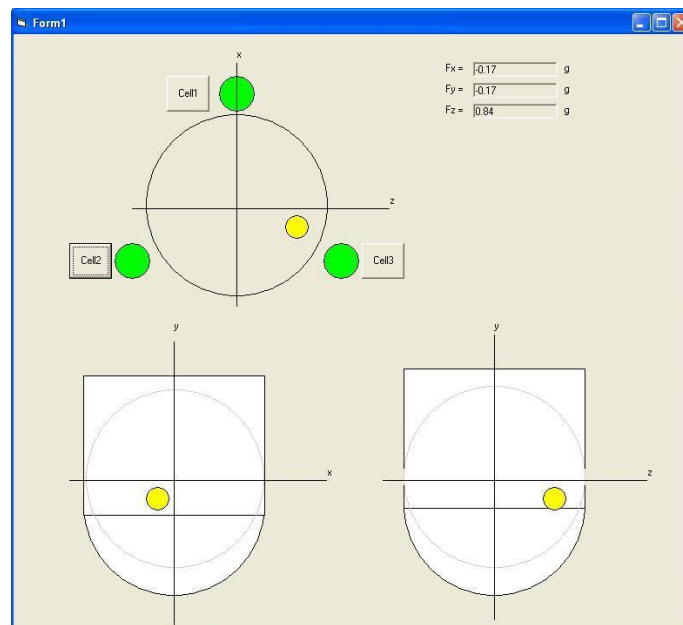 Form1
x
Cell1
Fx = -0.17 g
Fy = -0.17 g
Fz = 0.84 g
z
Cell2
Cell3
y
y
x
z